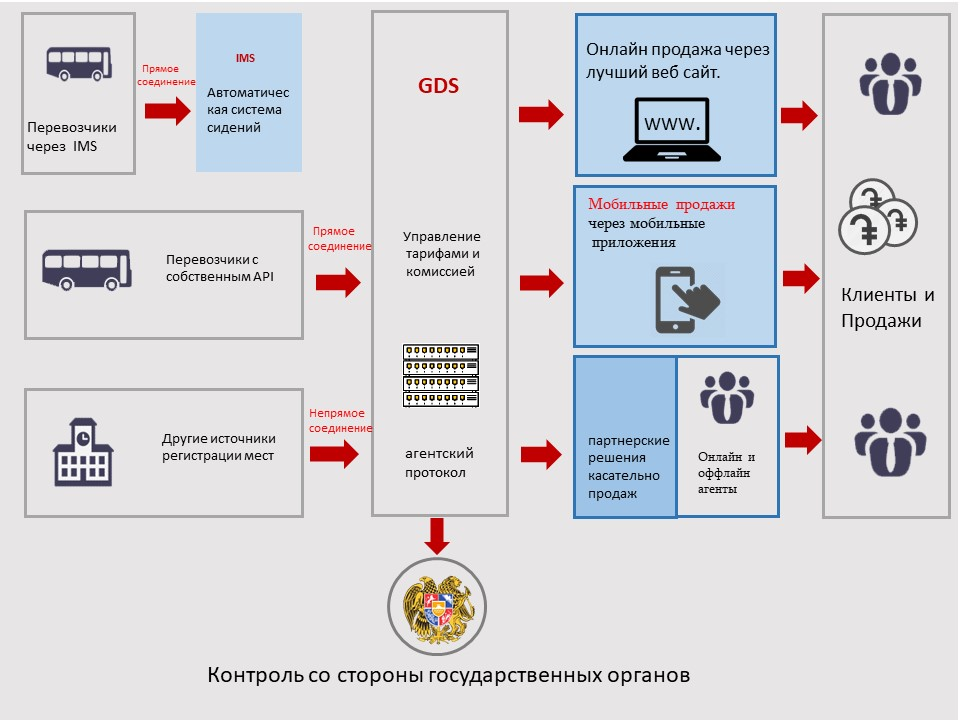 Перевозчики
через IMS
Прямое
соединение
IMS
Автоматичес
кая система
сидений
Перевозчики с
собственным API
Прямое
соединение
Другие источники
регистрации мест
Непрямое
соединение
GDS
Управление
тарифами и
комиссией
агентский
протокол
Онлайн продажа через
лучший веб сайт.
www.
Мобильные продажи
через мобильные
приложения
партнерские
решения
касательно
продаж
Онлайн и
оффлайн
агенты
Клиенты и
Продажи
Контроль со стороны государственных органов